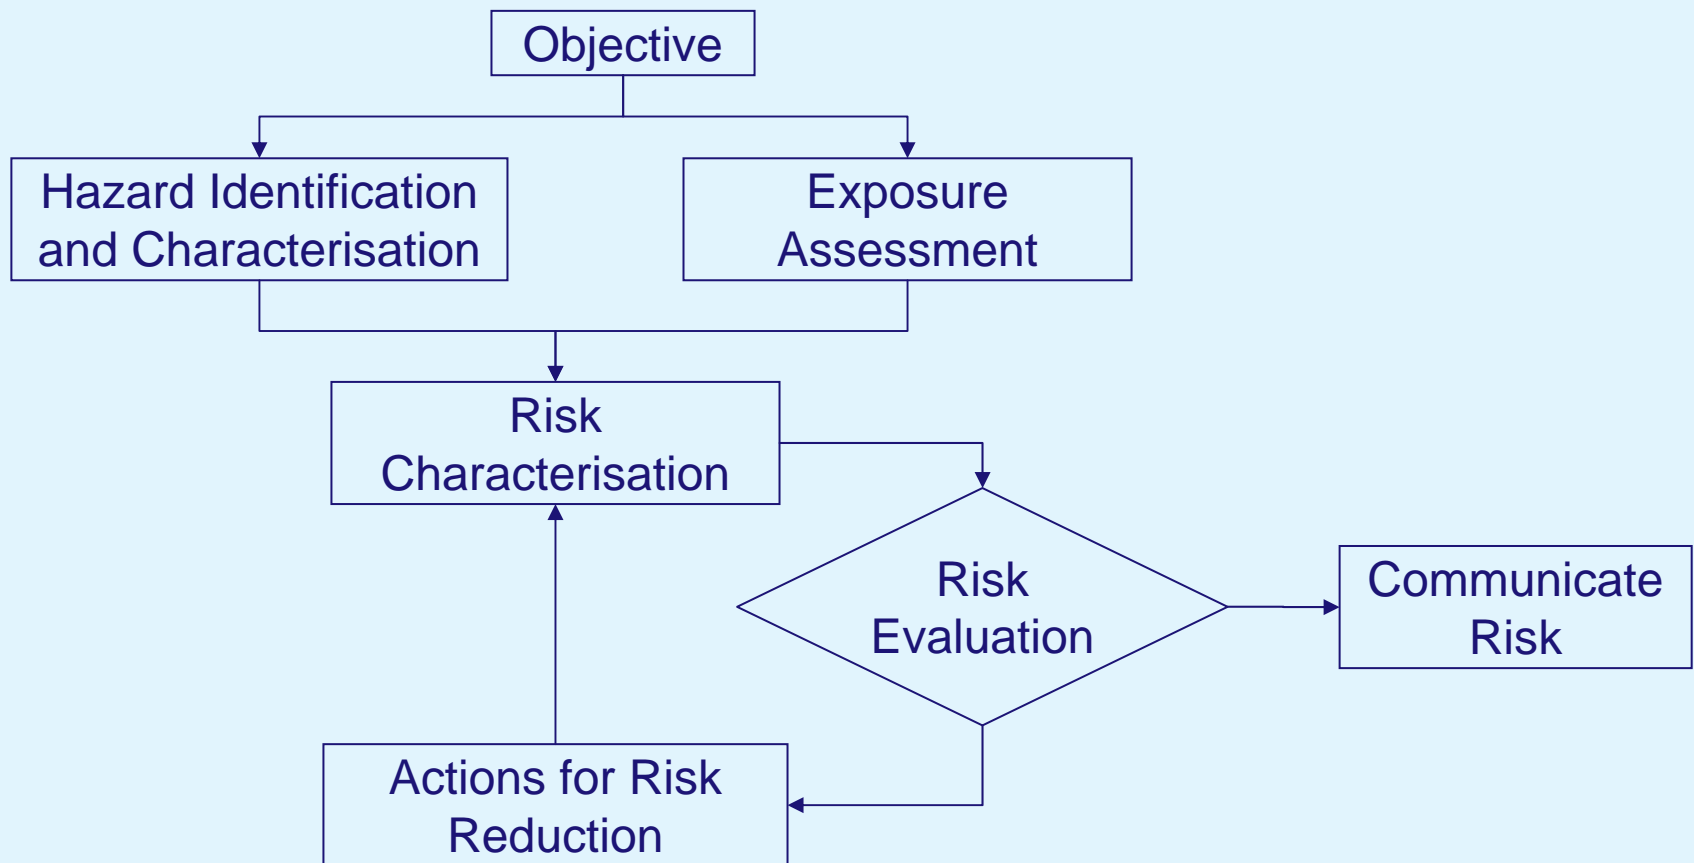 Objective
Hazard Identification
and Characterisation
Exposure
Assessment
Risk
Characterisation
Risk
Evaluation
Communicate
Risk
Actions for Risk
Reduction